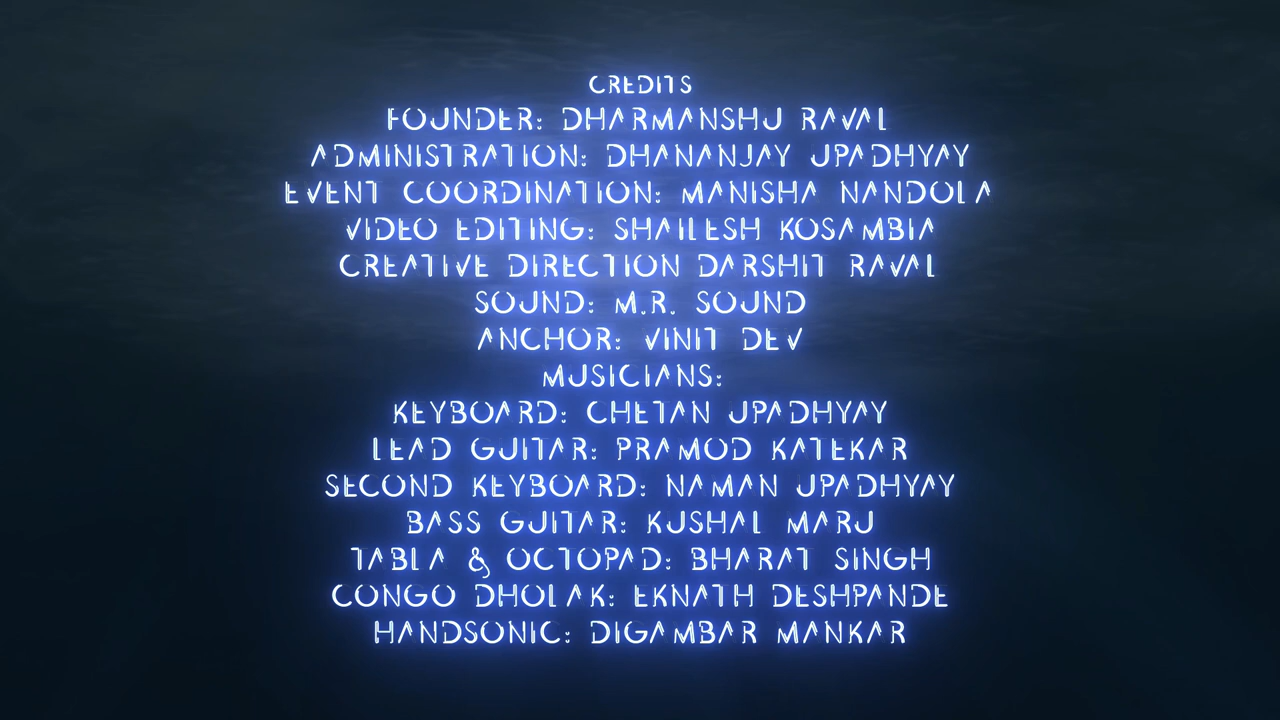 CREDITS
FOUNDER: DHARMANSHU RAVAL
ADMINISTRATION: DHANANJAY UPADHYAY
EVENT COORDINATION: MANISHA NANDOLA
VIDEO EDITING: SHAILESH KOSAMBIA
CREATIVE DIRECTION DARSHIT RAVAL
SOUND: M.R. SOUND
ANCHOR: VINIT DEV
MUSICIANS:
KEYBOARD: CHETAN UPADHYAY
LEAD GUITAR: PRAMOD KATEKAR
SECOND KEYBOARD: NAMAN UPADHYAY
BASS GUITAR: KUSHAL MARU
TABLA & OCTOPAD: BHARAT SINGH
CONGO DHOLAK: EKNATH DESHPANDE
HANDSONIC: DIGAMBAR MANKAR